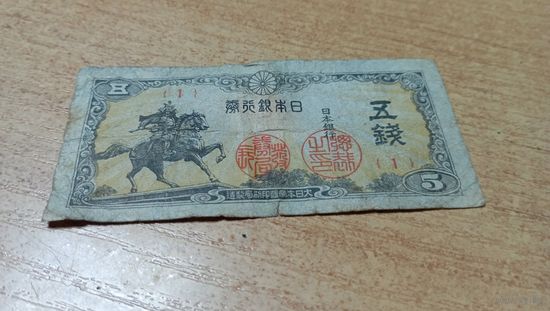 五
(1)
日本銀行券
日本銀行
五錢
(1)
5
大日本帝國印刷局製造